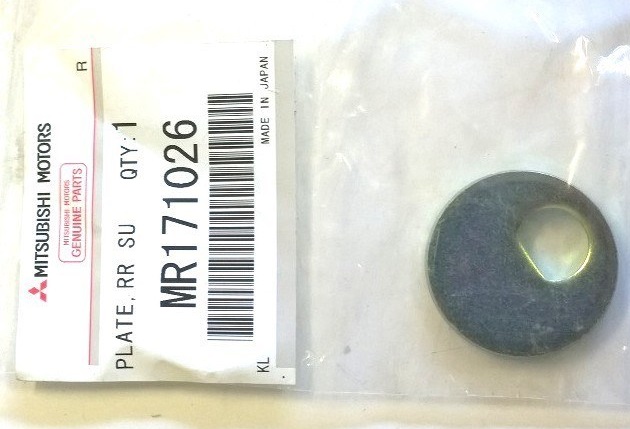 MITSUBISHI MOTORS
MITSUBISHI MOTORS
GENUINE PARTS
R
PLATE,RR SU QTY:1
MR171026
KL
MADE IN JAPAN